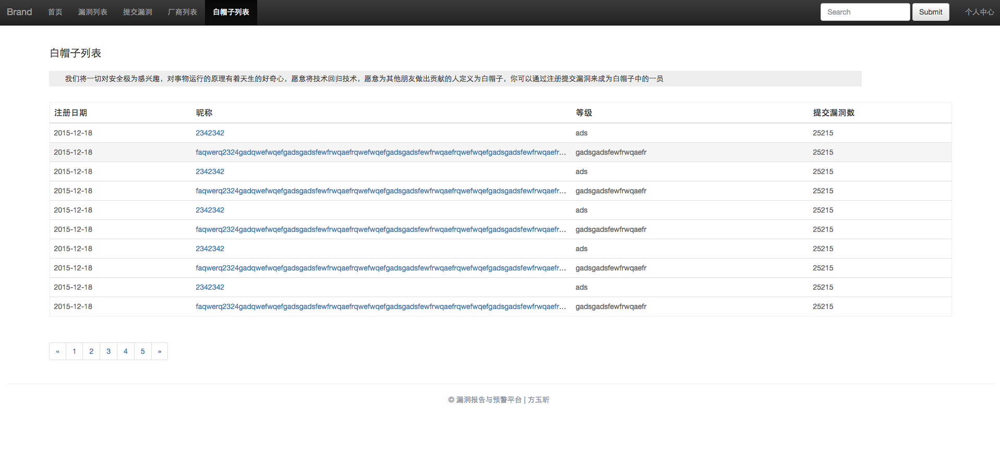 Brand 首页 漏洞列表 提交漏洞 厂商列表 白帽子列表 Search Submit 个人中心
白帽子列表
我们将一切对安全极为感兴趣，对事物运行的原理有着天生的好奇心，愿意将技术回归技术，愿意为其他朋友做出贡献的人定义为白帽子，你可以通过注册提交漏洞来成为白帽子中的一员
注册日期 昵称 等级 提交漏洞数
2015-12-18 2342342 ads 25215
2015-12-18 faqwerq2324gadqwefwqefgadsgadsfewfrwqaefrqwefwqefgadsgadsfewfrwqaefrqwefwqefgadsgadsfewfrwqaefr... gadsgadsfewfrwqaefr 25215
2015-12-18 2342342 ads 25215
2015-12-18 faqwerq2324gadqwefwqefgadsgadsfewfrwqaefrqwefwqefgadsgadsfewfrwqaefrqwefwqefgadsgadsfewfrwqaefr... gadsgadsfewfrwqaefr 25215
2015-12-18 2342342 ads 25215
2015-12-18 faqwerq2324gadqwefwqefgadsgadsfewfrwqaefrqwefwqefgadsgadsfewfrwqaefrqwefwqefgadsgadsfewfrwqaefr... gadsgadsfewfrwqaefr 25215
2015-12-18 2342342 ads 25215
2015-12-18 faqwerq2324gadqwefwqefgadsgadsfewfrwqaefrqwefwqefgadsgadsfewfrwqaefrqwefwqefgadsgadsfewfrwqaefr... gadsgadsfewfrwqaefr 25215
2015-12-18 2342342 ads 25215
2015-12-18 faqwerq2324gadqwefwqefgadsgadsfewfrwqaefrqwefwqefgadsgadsfewfrwqaefrqwefwqefgadsgadsfewfrwqaefr... gadsgadsfewfrwqaefr 25215
« 1 2 3 4 5 »
© 漏洞报告与预警平台 | 方玉昕